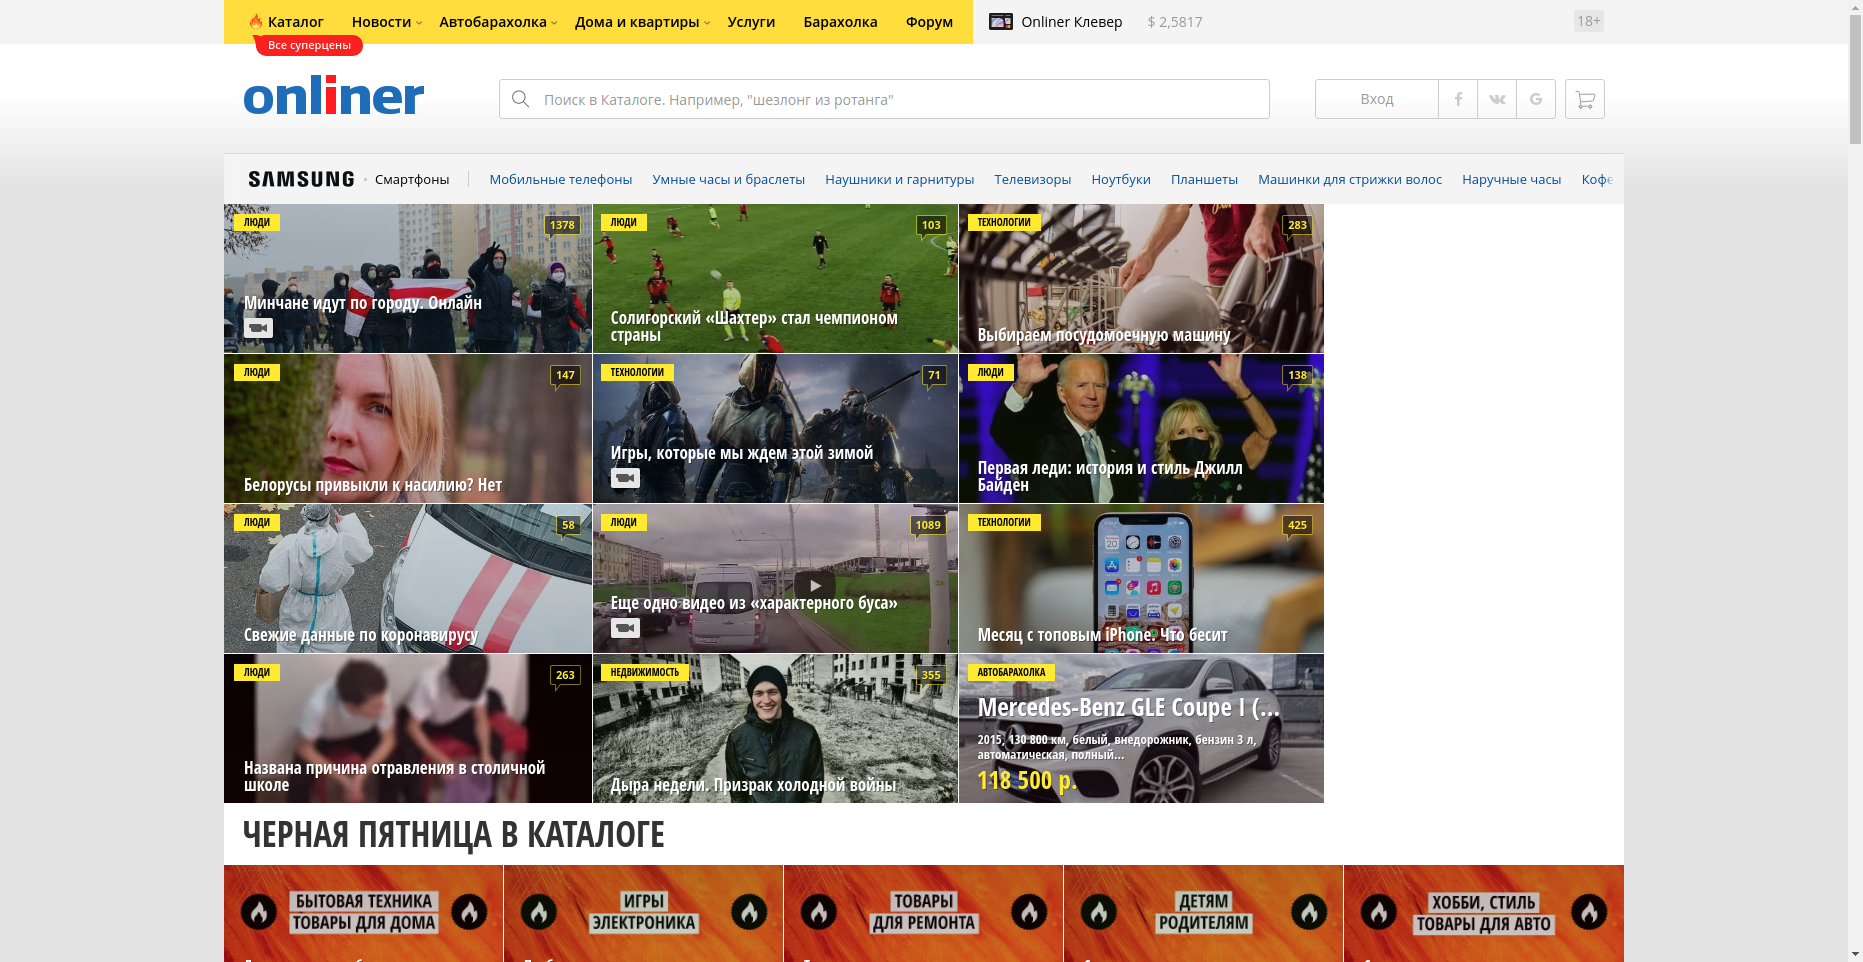 Каталог Новости Автобарахолка Дома и квартиры Услуги Барахолка Форум Onliner Клевер $ 2,5817 18+
Все суперцены
onliner
Поиск в Каталоге. Например, "шезлонг из ротанга"
Вход
SAMSUNG Смартфоны Мобильные телефоны Умные часы и браслеты Наушники и гарнитуры Телевизоры Ноутбуки Планшеты Машинки для стрижки волос Наручные часы Кофе
ЛЮДИ 1378
Минчане идут по городу. Онлайн
ЛЮДИ 103
Солигорский «Шахтер» стал чемпионом
страны
ТЕХНОЛОГИИ 283
Выбираем посудомоечную машину
ЛЮДИ 147
Белорусы привыкли к насилию? Нет
ТЕХНОЛОГИИ 71
Игры, которые мы ждем этой зимой
ЛЮДИ 138
Первая леди: история и стиль Джилл
Байден
ЛЮДИ 58
Свежие данные по коронавирусу
ЛЮДИ 1089
Еще одно видео из «характерного буса»
ТЕХНОЛОГИИ 425
Месяц с топовым iPhone. Что бесит
ЛЮДИ 263
Названа причина отравления в столичной
школе
НЕДВИЖИМОСТЬ 355
Дыра недели. Призрак холодной войны
АВТОБАРАХОЛКА
Mercedes-Benz GLE Coupe I (...
2015, 130 800 км, белый, внедорожник, бензин 3 л,
автоматическая, полный...
118 500 р.
ЧЕРНАЯ ПЯТНИЦА В КАТАЛОГЕ
БЫТОВАЯ ТЕХНИКА
ТОВАРЫ ДЛЯ ДОМА
ИГРЫ
ЭЛЕКТРОНИКА
ТОВАРЫ
ДЛЯ РЕМОНТА
ДЕТЯМ
РОДИТЕЛЯМ
ХОББИ, СТИЛЬ
ТОВАРЫ ДЛЯ АВТО